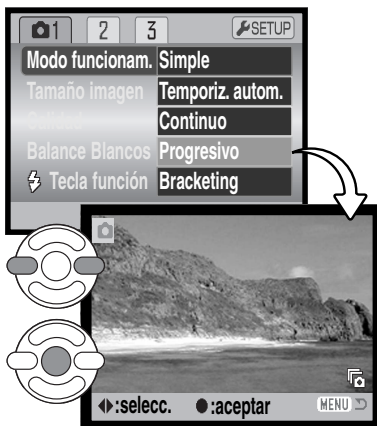 1 2 3 SETUP
Modo funcionam. Simple
Tamaño imagen Temporiz. autom.
Calidad Continuo
Balance Blancos Progresivo
Tecla función Bracketing
:selecc. :aceptar MENU